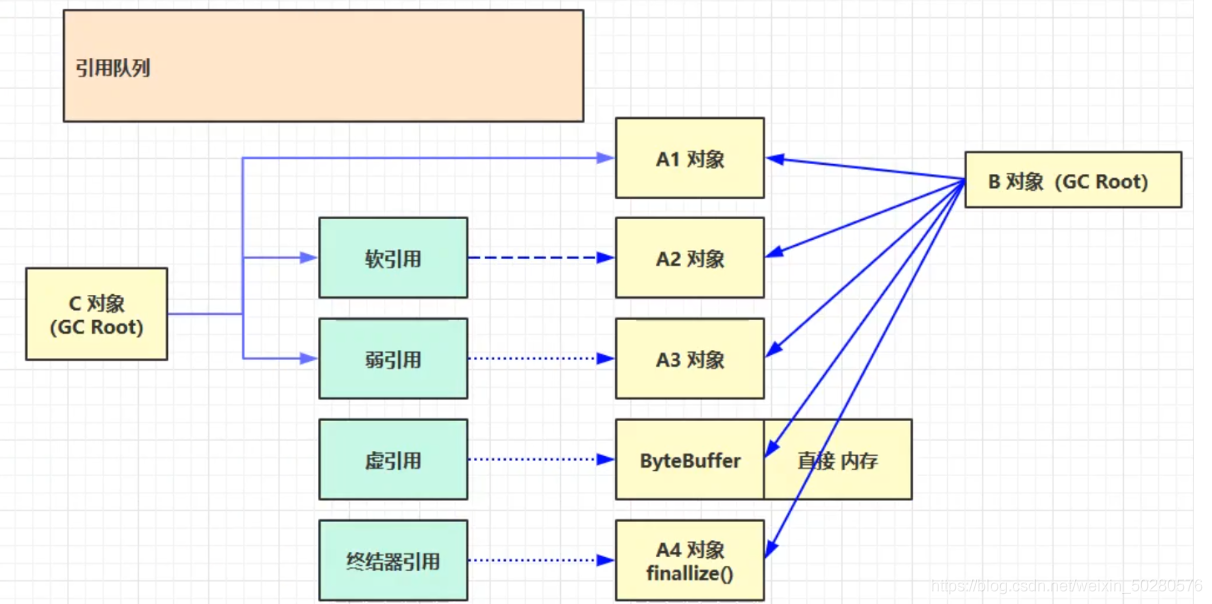 引用队列
A1 对象
B 对象（GC Root）
软引用
A2 对象
C 对象
(GC Root)
弱引用
A3 对象
虚引用
ByteBuffer
直接 内存
终结器引用
A4 对象
finallize()
https://blog.csdn.net/weixin_50280576